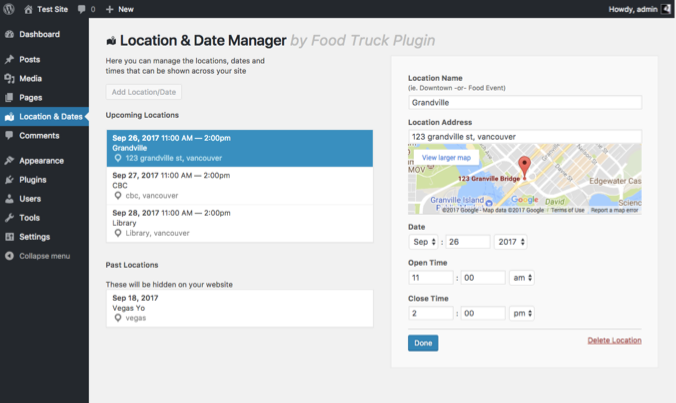 Test Site
0
+ New
Howdy, admin
Dashboard
Posts
Media
Pages
Location & Dates
Comments
Appearance
Plugins
Users
Tools
Settings
Collapse menu
Location & Date Manager by Food Truck Plugin
Here you can manage the locations, dates and
times that can be shown across your site
Add Location/Date
Upcoming Locations
Sep 26, 2017 11:00 AM — 2:00pm
Grandville
123 grandville st, vancouver
Sep 27, 2017 11:00 AM — 2:00pm
CBC
cbc, vancouver
Sep 28, 2017 11:00 AM — 2:00pm
Library
Library, vancouver
Past Locations
These will be hidden on your website
Sep 18, 2017
Vegas Yo
vegas
Location Name
(ie. Downtown -or- Food Event)
Grandville
Location Address
123 grandville st, vancouver
MOV
View larger map
123 Granville Bridge
Edgewater Cas
Granville Island
Google
David
Scienc
©2017 Google - Map data ©2017 Google
Terms of Use
Report a map error
Date
Sep : 26 2017
Open Time
11 : 00 am
Close Time
2 : 00 pm
Done
Delete Location